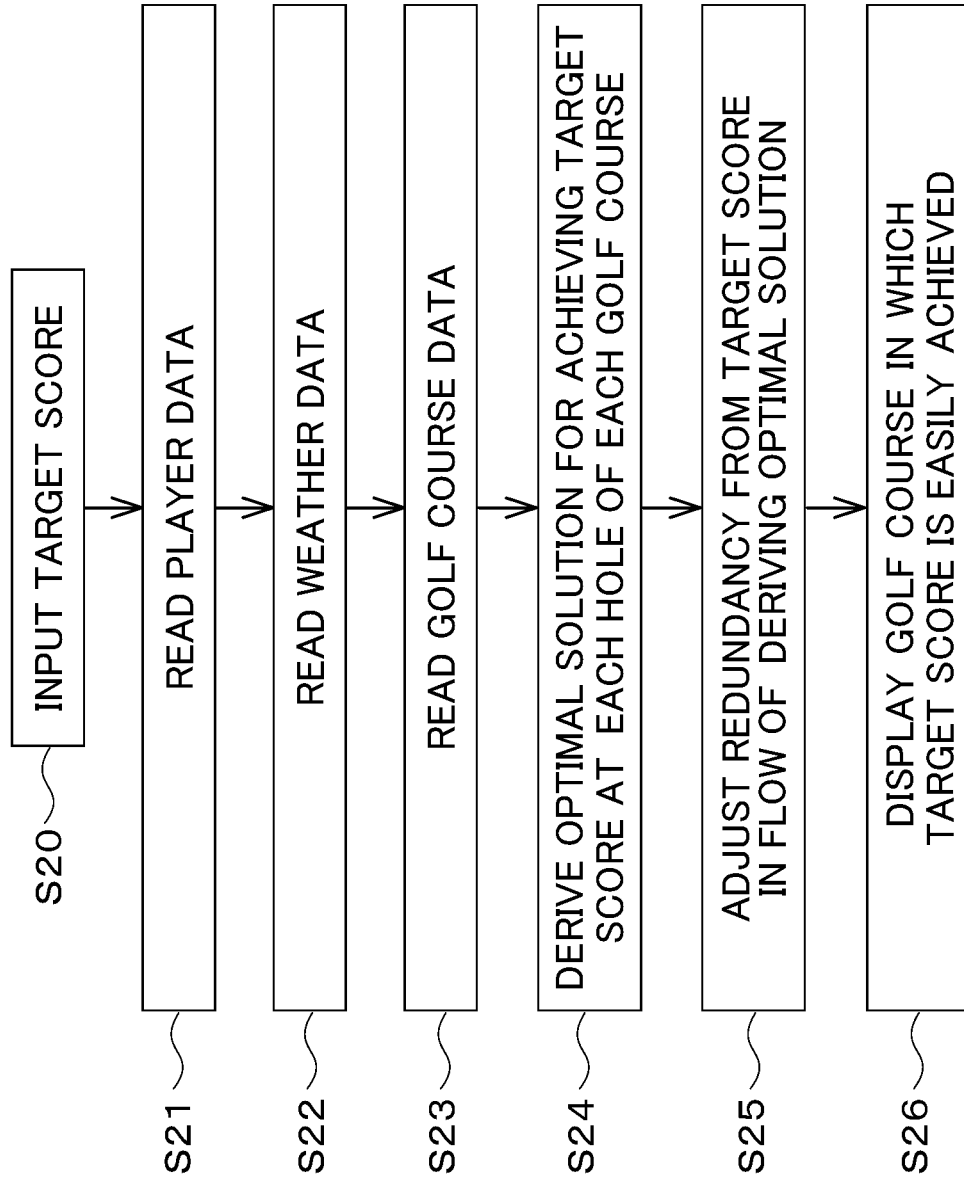 S20
INPUT TARGET SCORE
S21
READ PLAYER DATA
S22
READ WEATHER DATA
S23
READ GOLF COURSE DATA
S24
DERIVE OPTIMAL SOLUTION FOR ACHIEVING TARGET
SCORE AT EACH HOLE OF EACH GOLF COURSE
S25
ADJUST REDUNDANCY FROM TARGET SCORE
IN FLOW OF DERIVING OPTIMAL SOLUTION
S26
DISPLAY GOLF COURSE IN WHICH
TARGET SCORE IS EASILY ACHIEVED